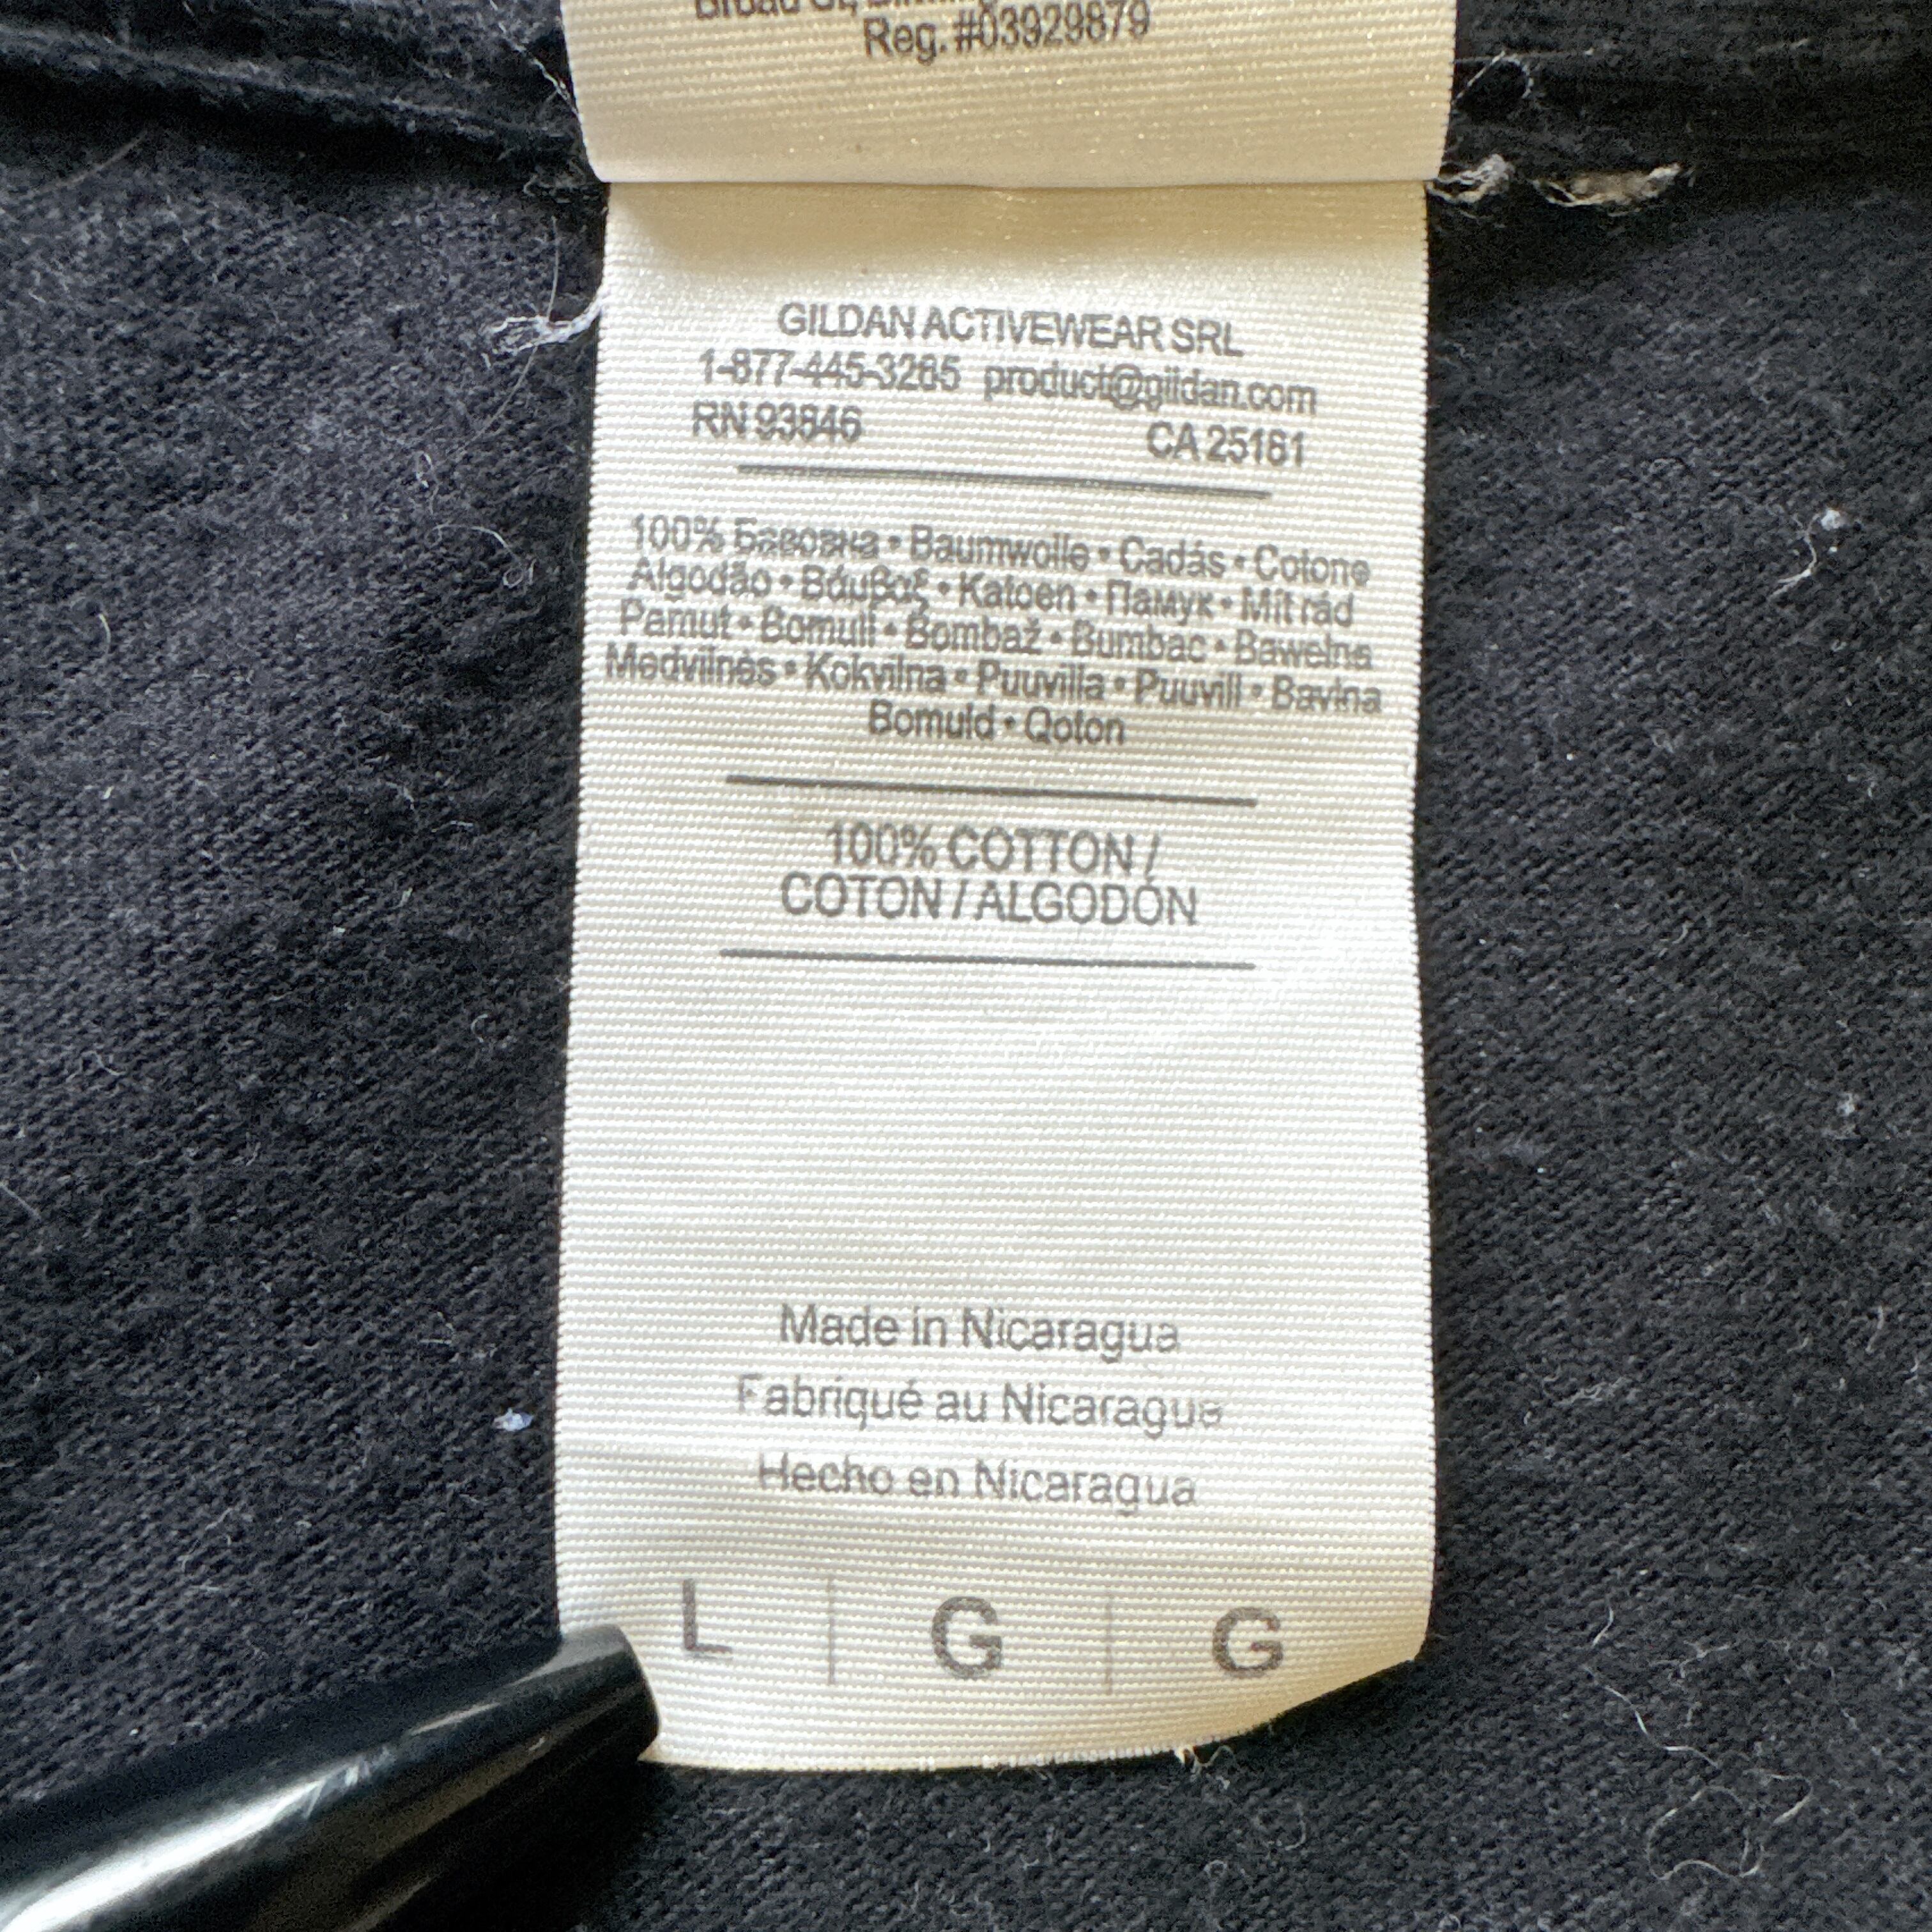 Reg. #03929879
GILDAN ACTIVEWEAR SRL
1-877-445-3265 product@gildan.com
RN 93846 CA 25161
100% Бавовна • Baumwolle • Cadás • Cotone
Algodão • Βάμβαξ • Katoen • Памук • Mit rád
Pamut • Bomull • Bombaž • Bumbac • Bawełna
Medvilnės • Kokvilna • Puuvilla • Puuvill • Bavlna
Bomuld • Qoton
100% COTTON /
COTON / ALGODÓN
Made in Nicaragua
Fabriqué au Nicaragua
Hecho en Nicaragua
L | G | G